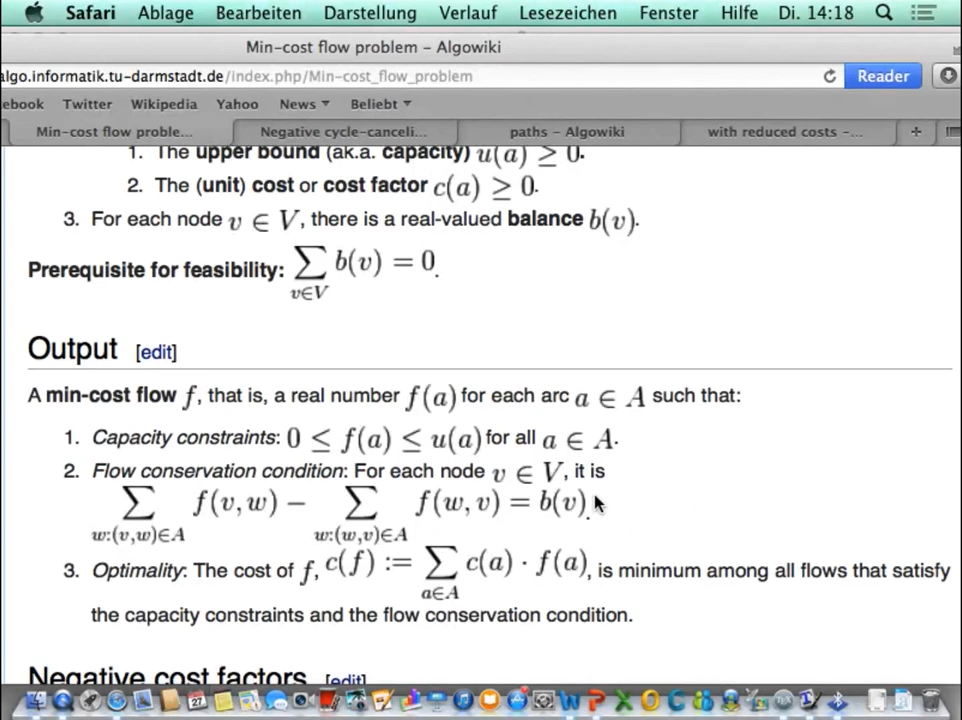 Safari Ablage Bearbeiten Darstellung Verlauf Lesezeichen Fenster Hilfe Di. 14:18
Min-cost flow problem – Algowiki
algo.informatik.tu-darmstadt.de/index.php/Min-cost_flow_problem Reader
ebook Twitter Wikipedia Yahoo News ▾ Beliebt ▾
Min-cost flow proble... Negative cycle-canceli... paths – Algowiki with reduced costs –... +
1. The upper bound (ak.a. capacity) u(a) ≥ 0.
2. The (unit) cost or cost factor c(a) ≥ 0.
3. For each node v ∈ V, there is a real-valued balance b(v).
Prerequisite for feasibility: ∑_{v∈V} b(v) = 0.
Output [edit]
A min-cost flow f, that is, a real number f(a) for each arc a ∈ A such that:
1. Capacity constraints: 0 ≤ f(a) ≤ u(a) for all a ∈ A.
2. Flow conservation condition: For each node v ∈ V, it is
∑_{w:(v,w)∈A} f(v,w) − ∑_{w:(w,v)∈A} f(w,v) = b(v).
3. Optimality: The cost of f, c(f) := ∑_{a∈A} c(a) · f(a), is minimum among all flows that satisfy
the capacity constraints and the flow conservation condition.
Negative cost factors [edit]